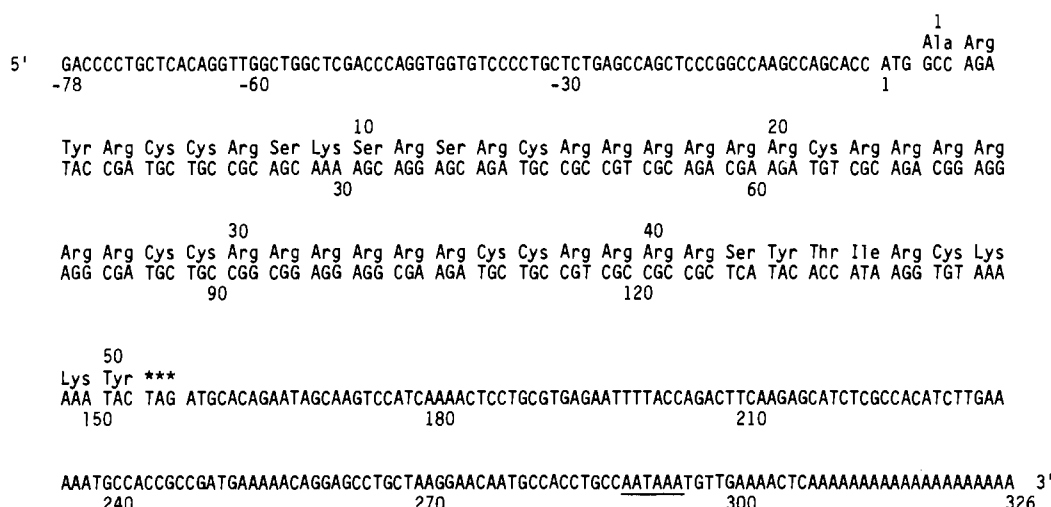 1
Ala Arg
5' GACCCCTGCTCACAGGTTGGCTGGCTCGACCCAGGTGGTGTCCCCTGCTCTGAGCCAGCTCCCGGCCAAGCCAGCACC ATG GCC AGA
-78 -60 -30 1
10 20
Tyr Arg Cys Cys Arg Ser Lys Ser Arg Ser Arg Cys Arg Arg Arg Arg Arg Arg Cys Arg Arg Arg Arg
TAC CGA TGC TGC CGC AGC AAA AGC AGG AGC AGA TGC CGC CGT CGC AGA CGA AGA TGT CGC AGA CGG AGG
30 60
30 40
Arg Arg Cys Cys Arg Arg Arg Arg Arg Arg Cys Cys Arg Arg Arg Arg Ser Tyr Thr Ile Arg Cys Lys
AGG CGA TGC TGC CGG CGG AGG AGG CGA AGA TGC TGC CGT CGC CGC CGC TCA TAC ACC ATA AGG TGT AAA
90 120
50
Lys Tyr ***
AAA TAC TAG ATGCACAGAATAGCAAGTCCATCAAAACTCCTGCGTGAGAATTTTACCAGACTTCAAGAGCATCTCGCCACATCTTGAA
150 180 210
AAATGCCACCGCCGATGAAAAACAGGAGCCTGCTAAGGAACAATGCCACCTGCCAATAAATGTTGAAAACTCAAAAAAAAAAAAAAAAAAAA 3'
240 270 300 326